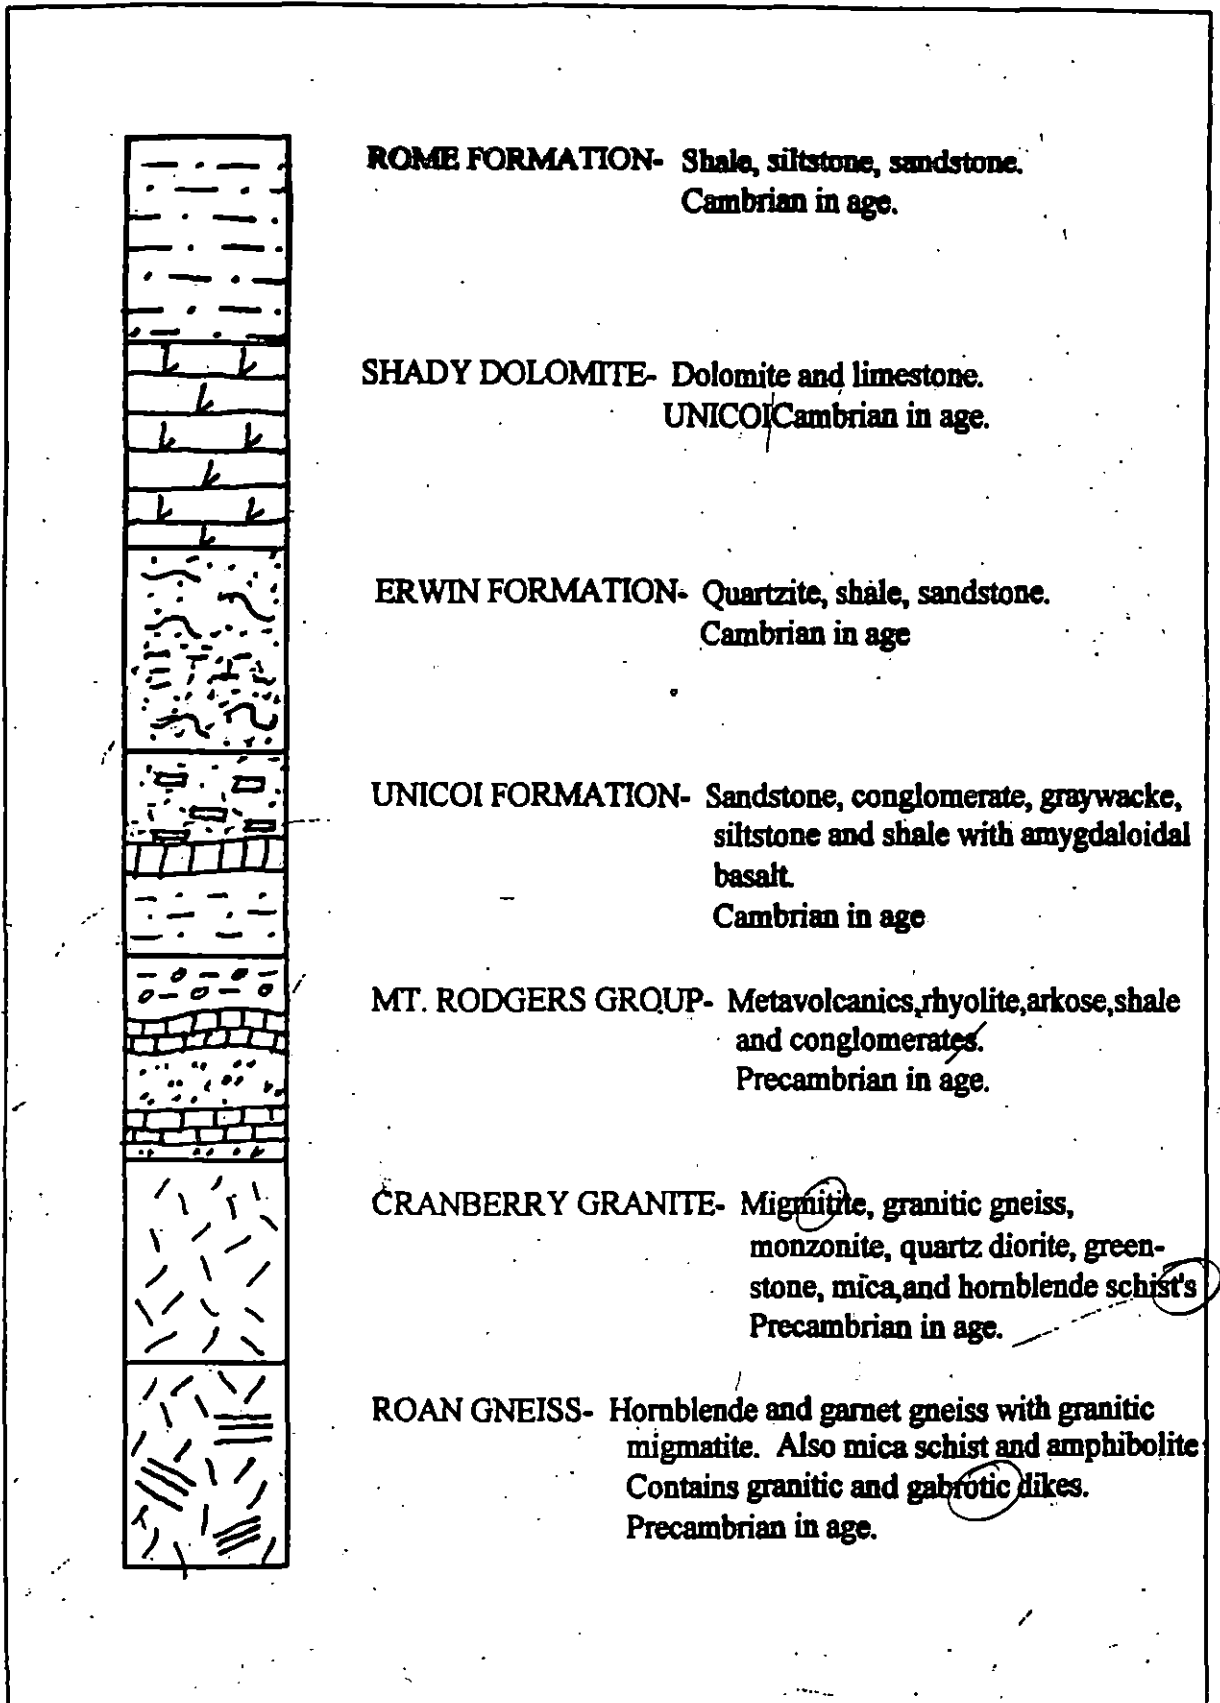 ROME FORMATION- Shale, siltstone, sandstone.
Cambrian in age.
SHADY DOLOMITE- Dolomite and limestone.
UNICOICambrian in age.
ERWIN FORMATION- Quartzite, shale, sandstone.
Cambrian in age
UNICOI FORMATION- Sandstone, conglomerate, graywacke,
siltstone and shale with amygdaloidal
basalt.
Cambrian in age
MT. RODGERS GROUP- Metavolcanics,rhyolite,arkose,shale
and conglomerates.
Precambrian in age.
CRANBERRY GRANITE- Migmitite, granitic gneiss,
monzonite, quartz diorite, green-
stone, mica,and hornblende schist's
Precambrian in age.
ROAN GNEISS- Hornblende and garnet gneiss with granitic
migmatite. Also mica schist and amphibolite
Contains granitic and gabrotic dikes.
Precambrian in age.